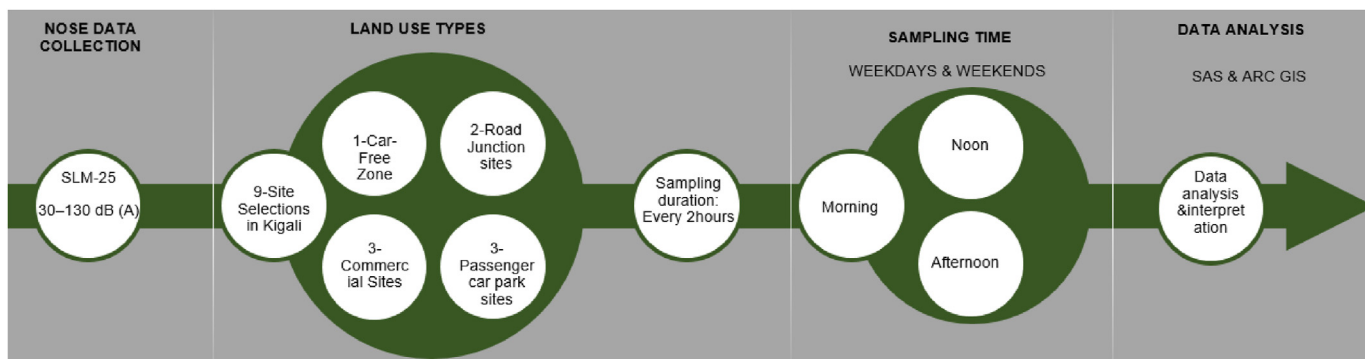 NOSE DATA
COLLECTION
SLM-25
30–130 dB (A)
LAND USE TYPES
9-Site
Selections
in Kigali
1-Car-
Free
Zone
2-Road
Junction
sites
3-
Commerc
ial Sites
3-
Passenger
car park
sites
Sampling
duration:
Every 2hours
SAMPLING TIME
WEEKDAYS & WEEKENDS
Morning
Noon
Afternoon
DATA ANALYSIS
SAS & ARC GIS
Data
analysis
&interpret
ation